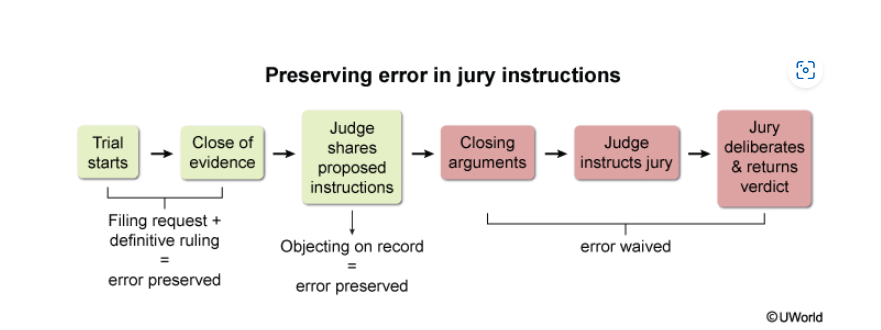 Preserving error in jury instructions
Trial
starts
Close of
evidence
Judge
shares
proposed
instructions
Closing
arguments
Judge
instructs jury
Jury
deliberates
& returns
verdict
Filing request +
definitive ruling
=
error preserved
Objecting on record
=
error preserved
error waived
©UWorld